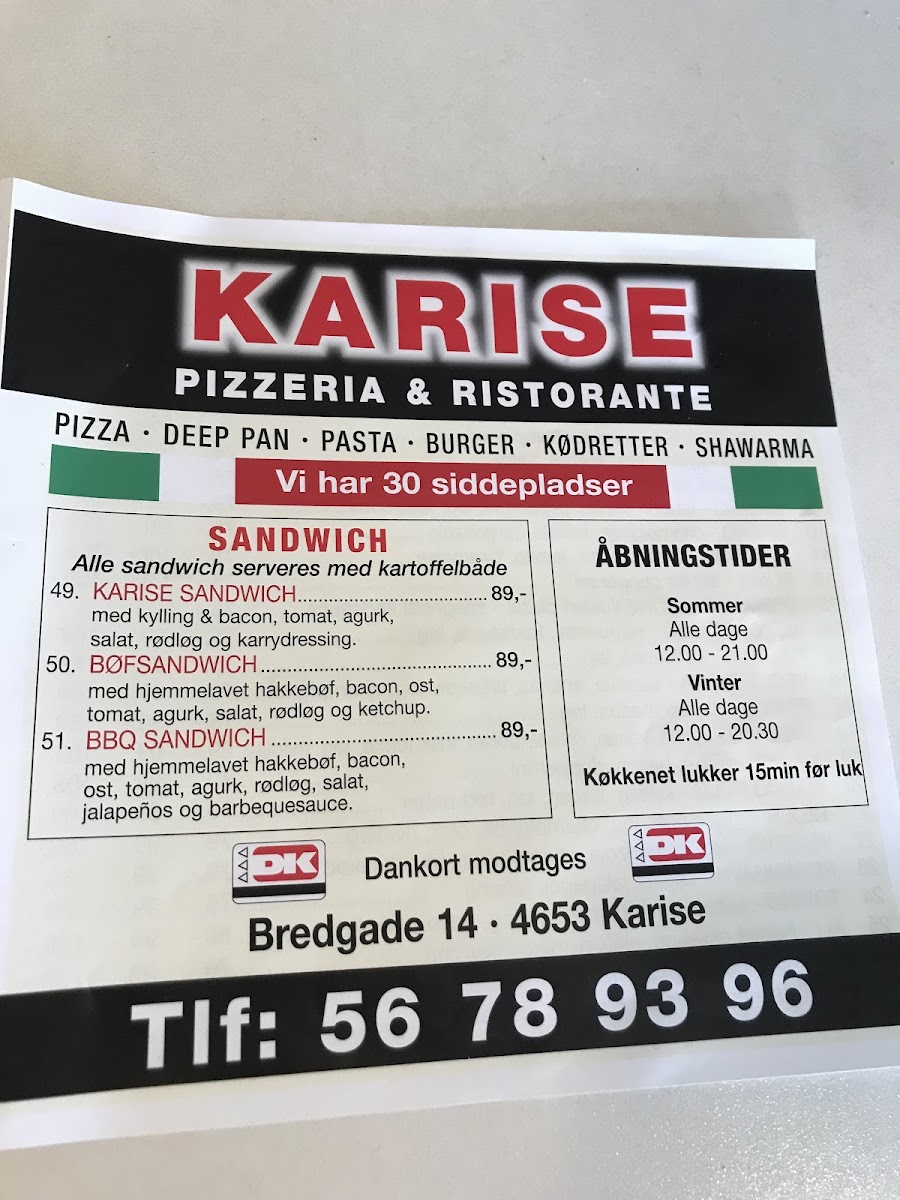 KARISE
PIZZERIA & RISTORANTE
PIZZA · DEEP PAN · PASTA · BURGER · KØDRETTER · SHAWARMA
Vi har 30 siddepladser
SANDWICH
Alle sandwich serveres med kartoffelbåde
49. KARISE SANDWICH.......................................89,-
med kylling & bacon, tomat, agurk,
salat, rødløg og karrydressing.
50. BØFSANDWICH...............................................89,-
med hjemmelavet hakkebøf, bacon, ost,
tomat, agurk, salat, rødløg og ketchup.
51. BBQ SANDWICH..............................................89,-
med hjemmelavet hakkebøf, bacon,
ost, tomat, agurk, rødløg, salat,
jalapeños og barbequesauce.
ÅBNINGSTIDER
Sommer
Alle dage
12.00 - 21.00
Vinter
Alle dage
12.00 - 20.30
Køkkenet lukker 15min før luk
DK Dankort modtages DK
Bredgade 14 · 4653 Karise
Tlf: 56 78 93 96